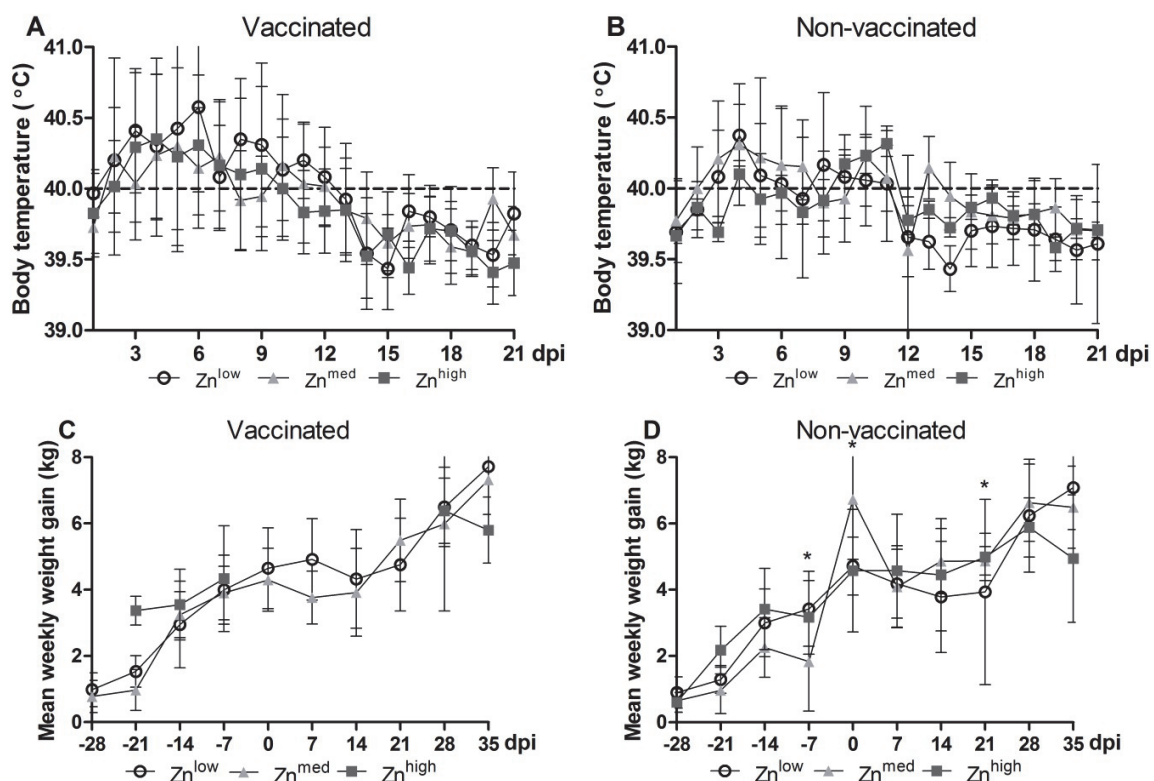 A
Vaccinated
Body temperature ( °C)
41.0
40.5
40.0
39.5
39.0
3 6 9 12 15 18 21 dpi
Zn^low Zn^med Zn^high
B
Non-vaccinated
Body temperature ( °C)
41.0
40.5
40.0
39.5
39.0
3 6 9 12 15 18 21 dpi
Zn^low Zn^med Zn^high
C
Vaccinated
Mean weekly weight gain (kg)
8
6
4
2
0
-28 -21 -14 -7 0 7 14 21 28 35 dpi
Zn^low Zn^med Zn^high
D
Non-vaccinated
Mean weekly weight gain (kg)
8
6
4
2
0
* * *
-28 -21 -14 -7 0 7 14 21 28 35 dpi
Zn^low Zn^med Zn^high